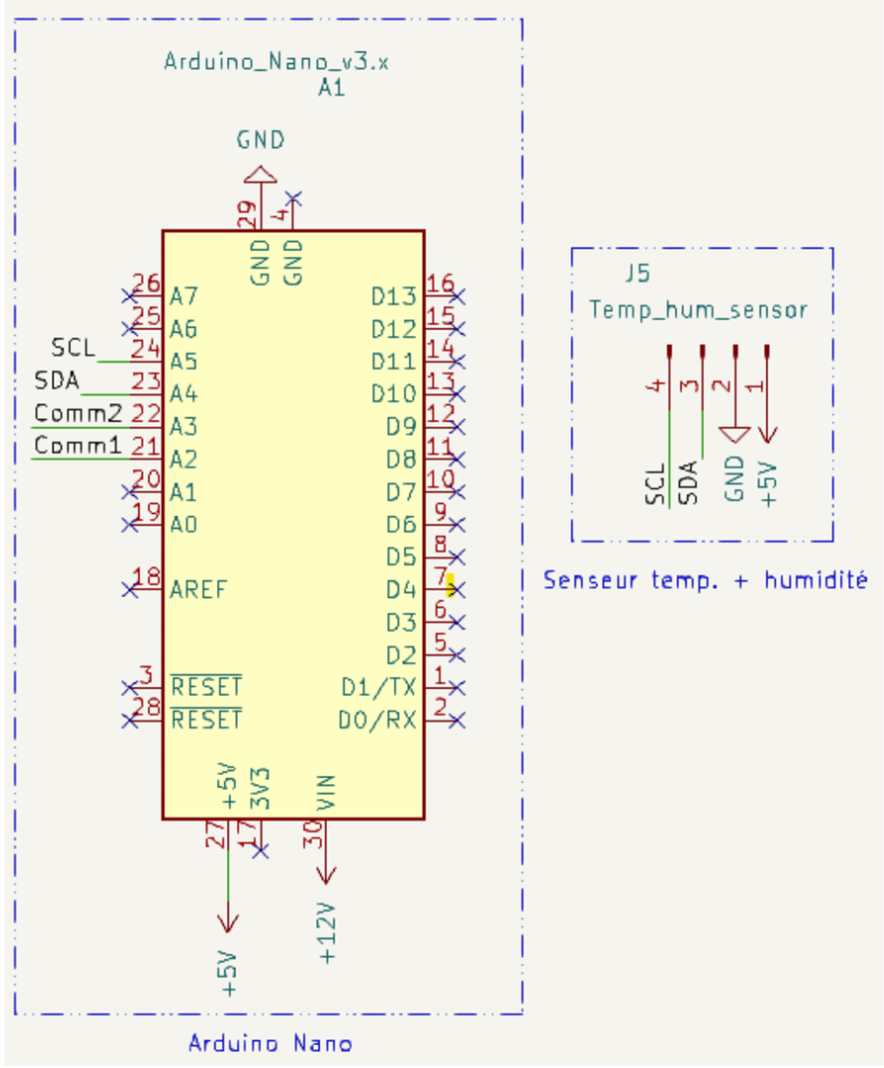 Arduino_Nano_v3.x
A1
GND
29
4
GND
GND
26
A7
25
A6
SCL
24
A5
SDA
23
A4
Comm2
22
A3
Comm1
21
A2
20
A1
19
A0
18
AREF
3
RESET
28
RESET
D13
16
D12
15
D11
14
D10
13
D9
12
D8
11
D7
10
D6
9
D5
8
D4
7
D3
6
D2
5
D1/TX
1
D0/RX
2
+5V
3V3
VIN
27
17
30
+5V
+12V
Arduino Nano
J5
Temp_hum_sensor
4
3
2
1
SCL
SDA
GND
+5V
Senseur temp. + humidité